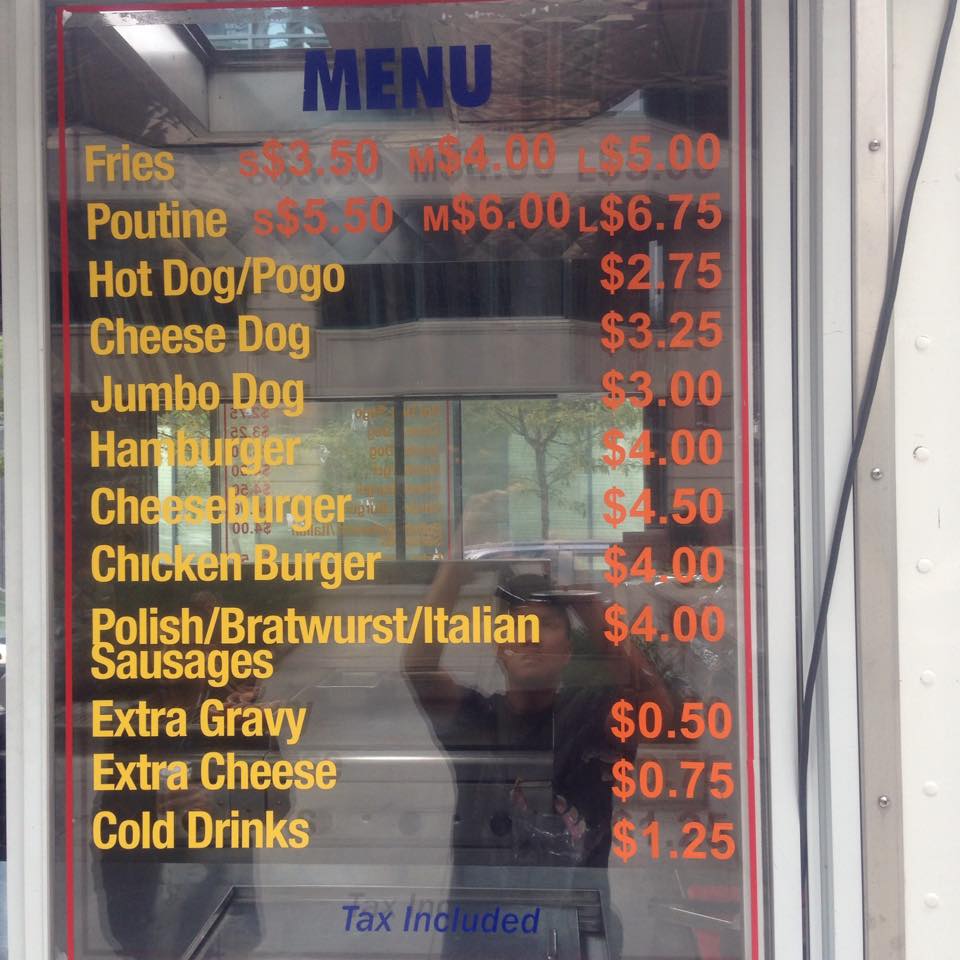 MENU
Fries S$3.50 M$4.00 L$5.00
Poutine S$5.50 M$6.00 L$6.75
Hot Dog/Pogo $2.75
Cheese Dog $3.25
Jumbo Dog $3.00
Hamburger $4.00
Cheeseburger $4.50
Chicken Burger $4.00
Polish/Bratwurst/Italian $4.00
Sausages
Extra Gravy $0.50
Extra Cheese $0.75
Cold Drinks $1.25
Tax Included